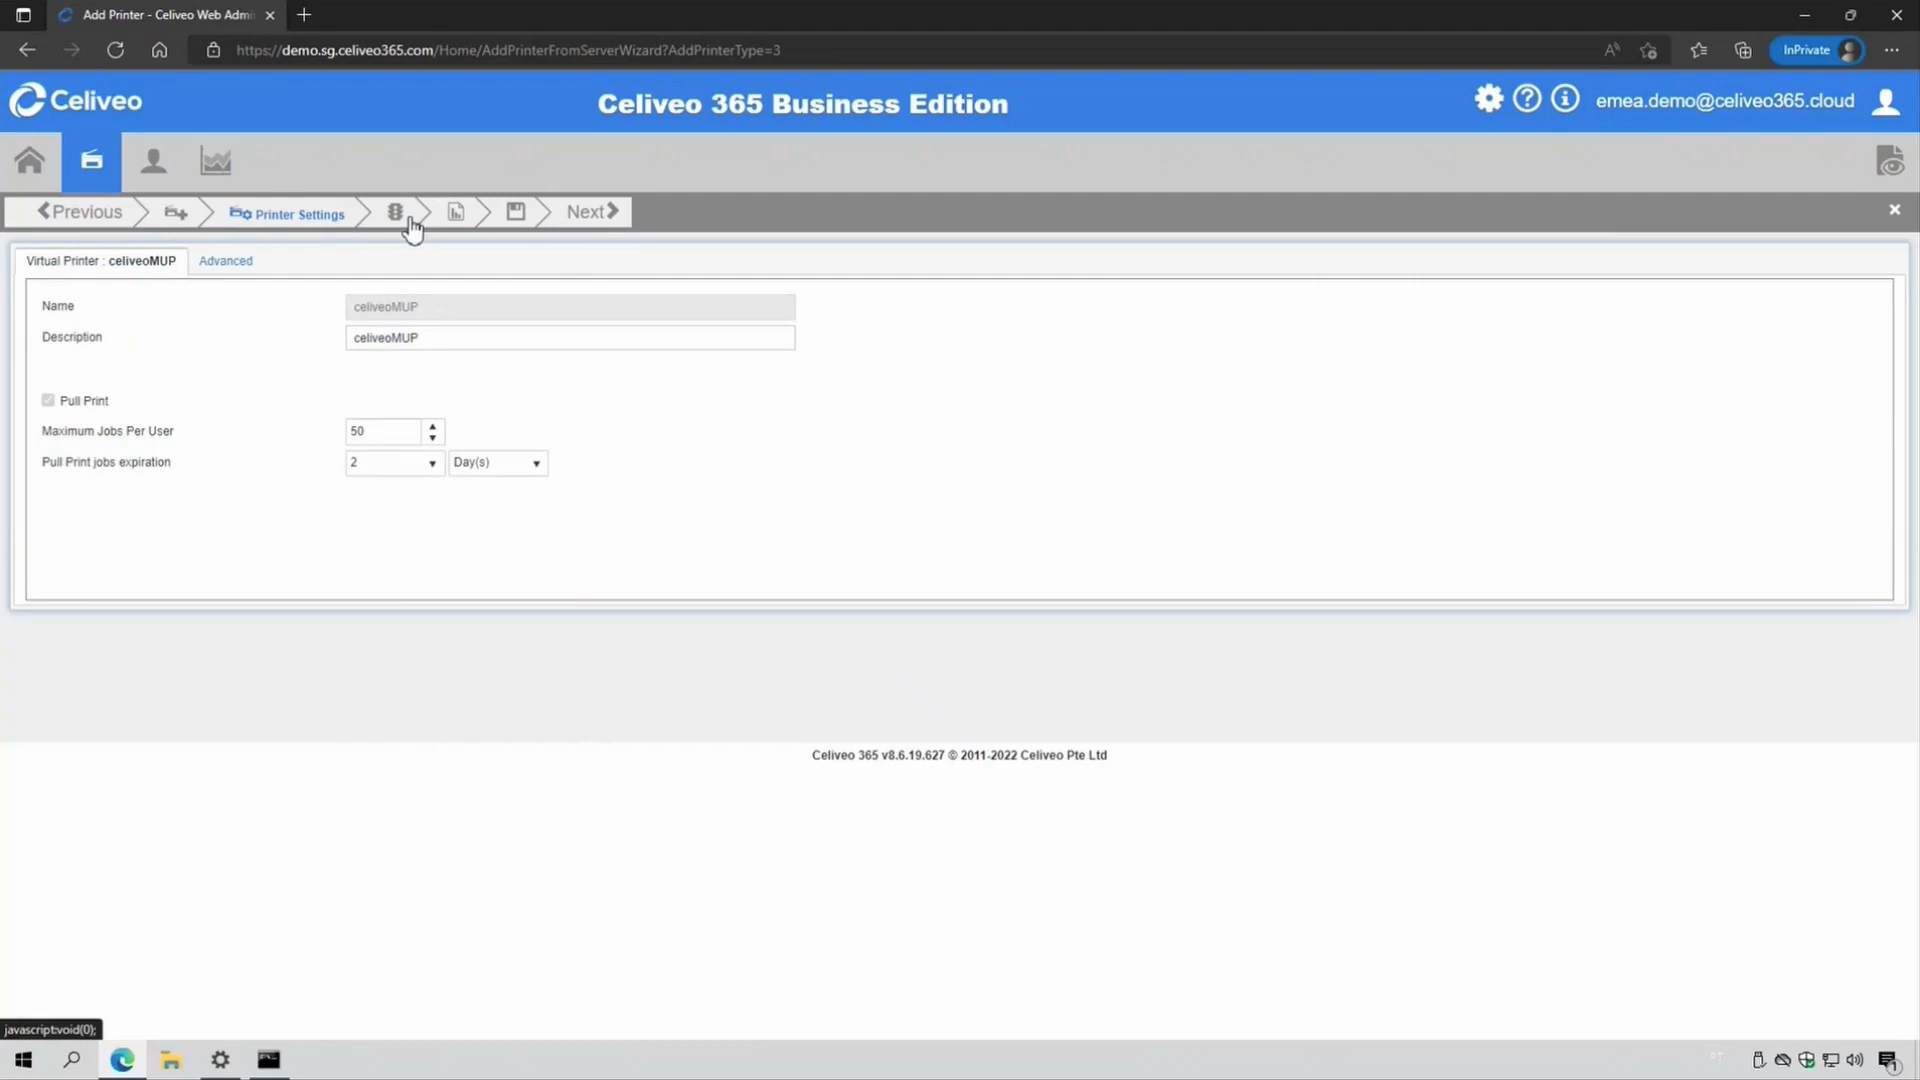 Add Printer - Celiveo Web Admi
https://demo.sg.celiveo365.com/Home/AddPrinterFromServerWizard?AddPrinterType=3
InPrivate
Celiveo
Celiveo 365 Business Edition
emea.demo@celiveo365.cloud
Previous
Printer Settings
Next
Virtual Printer : celiveoMUP
Advanced
Name
celiveoMUP
Description
celiveoMUP
Pull Print
Maximum Jobs Per User
50
Pull Print jobs expiration
2
Day(s)
Celiveo 365 v8.6.19.627 © 2011-2022 Celiveo Pte Ltd
javascript:void(0);
1